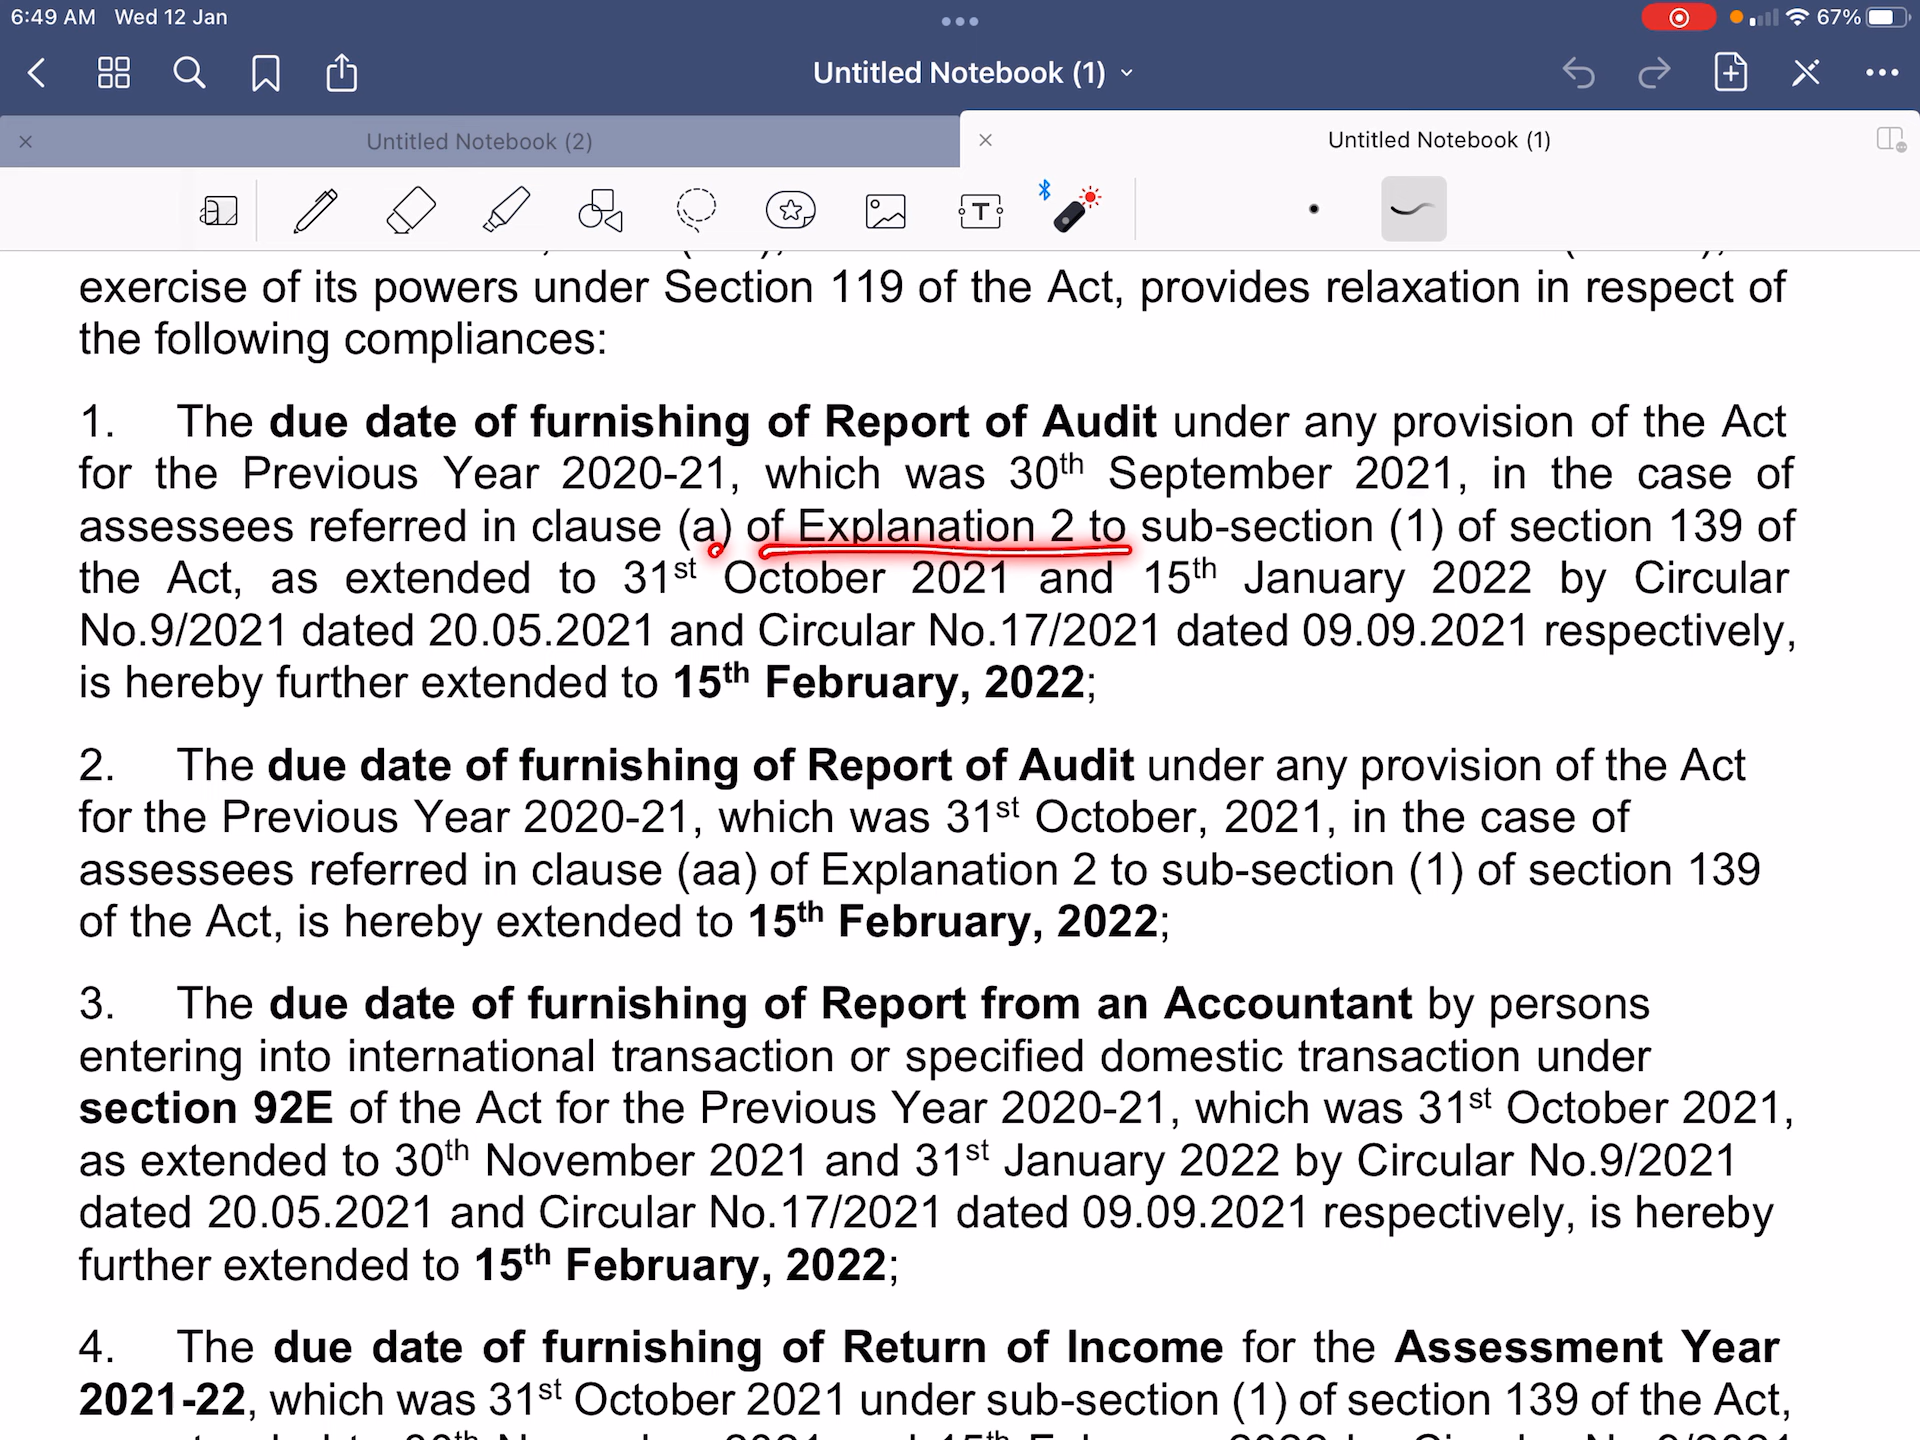 6:49 AM Wed 12 Jan
67%
Untitled Notebook (1)
Untitled Notebook (2)
Untitled Notebook (1)
exercise of its powers under Section 119 of the Act, provides relaxation in respect of
the following compliances:
1. The due date of furnishing of Report of Audit under any provision of the Act
for the Previous Year 2020-21, which was 30th September 2021, in the case of
assessees referred in clause (a) of Explanation 2 to sub-section (1) of section 139 of
the Act, as extended to 31st October 2021 and 15th January 2022 by Circular
No.9/2021 dated 20.05.2021 and Circular No.17/2021 dated 09.09.2021 respectively,
is hereby further extended to 15th February, 2022;
2. The due date of furnishing of Report of Audit under any provision of the Act
for the Previous Year 2020-21, which was 31st October, 2021, in the case of
assessees referred in clause (aa) of Explanation 2 to sub-section (1) of section 139
of the Act, is hereby extended to 15th February, 2022;
3. The due date of furnishing of Report from an Accountant by persons
entering into international transaction or specified domestic transaction under
section 92E of the Act for the Previous Year 2020-21, which was 31st October 2021,
as extended to 30th November 2021 and 31st January 2022 by Circular No.9/2021
dated 20.05.2021 and Circular No.17/2021 dated 09.09.2021 respectively, is hereby
further extended to 15th February, 2022;
4. The due date of furnishing of Return of Income for the Assessment Year
2021-22, which was 31st October 2021 under sub-section (1) of section 139 of the Act,